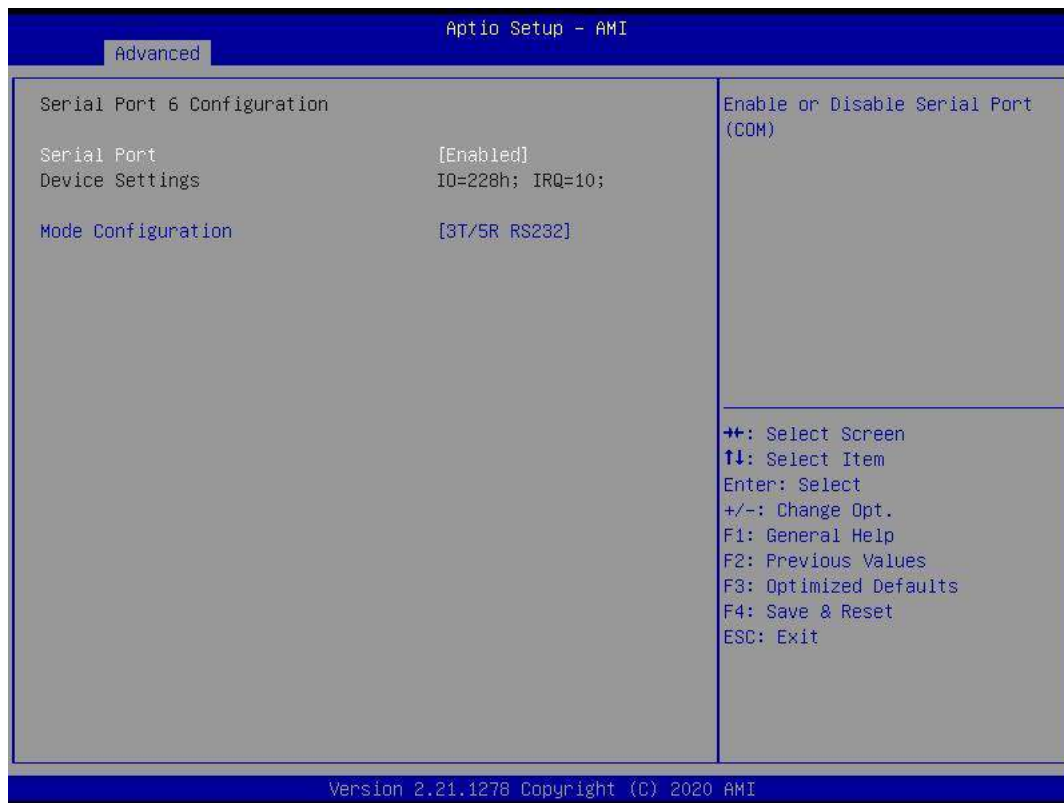 Aptio Setup - AMI
Advanced
Serial Port 6 Configuration
Serial Port [Enabled]
Device Settings IO=228h; IRQ=10;
Mode Configuration [3T/5R RS232]
Enable or Disable Serial Port
(COM)
→←: Select Screen
↑↓: Select Item
Enter: Select
+/-: Change Opt.
F1: General Help
F2: Previous Values
F3: Optimized Defaults
F4: Save & Reset
ESC: Exit
Version 2.21.1278 Copyright (C) 2020 AMI